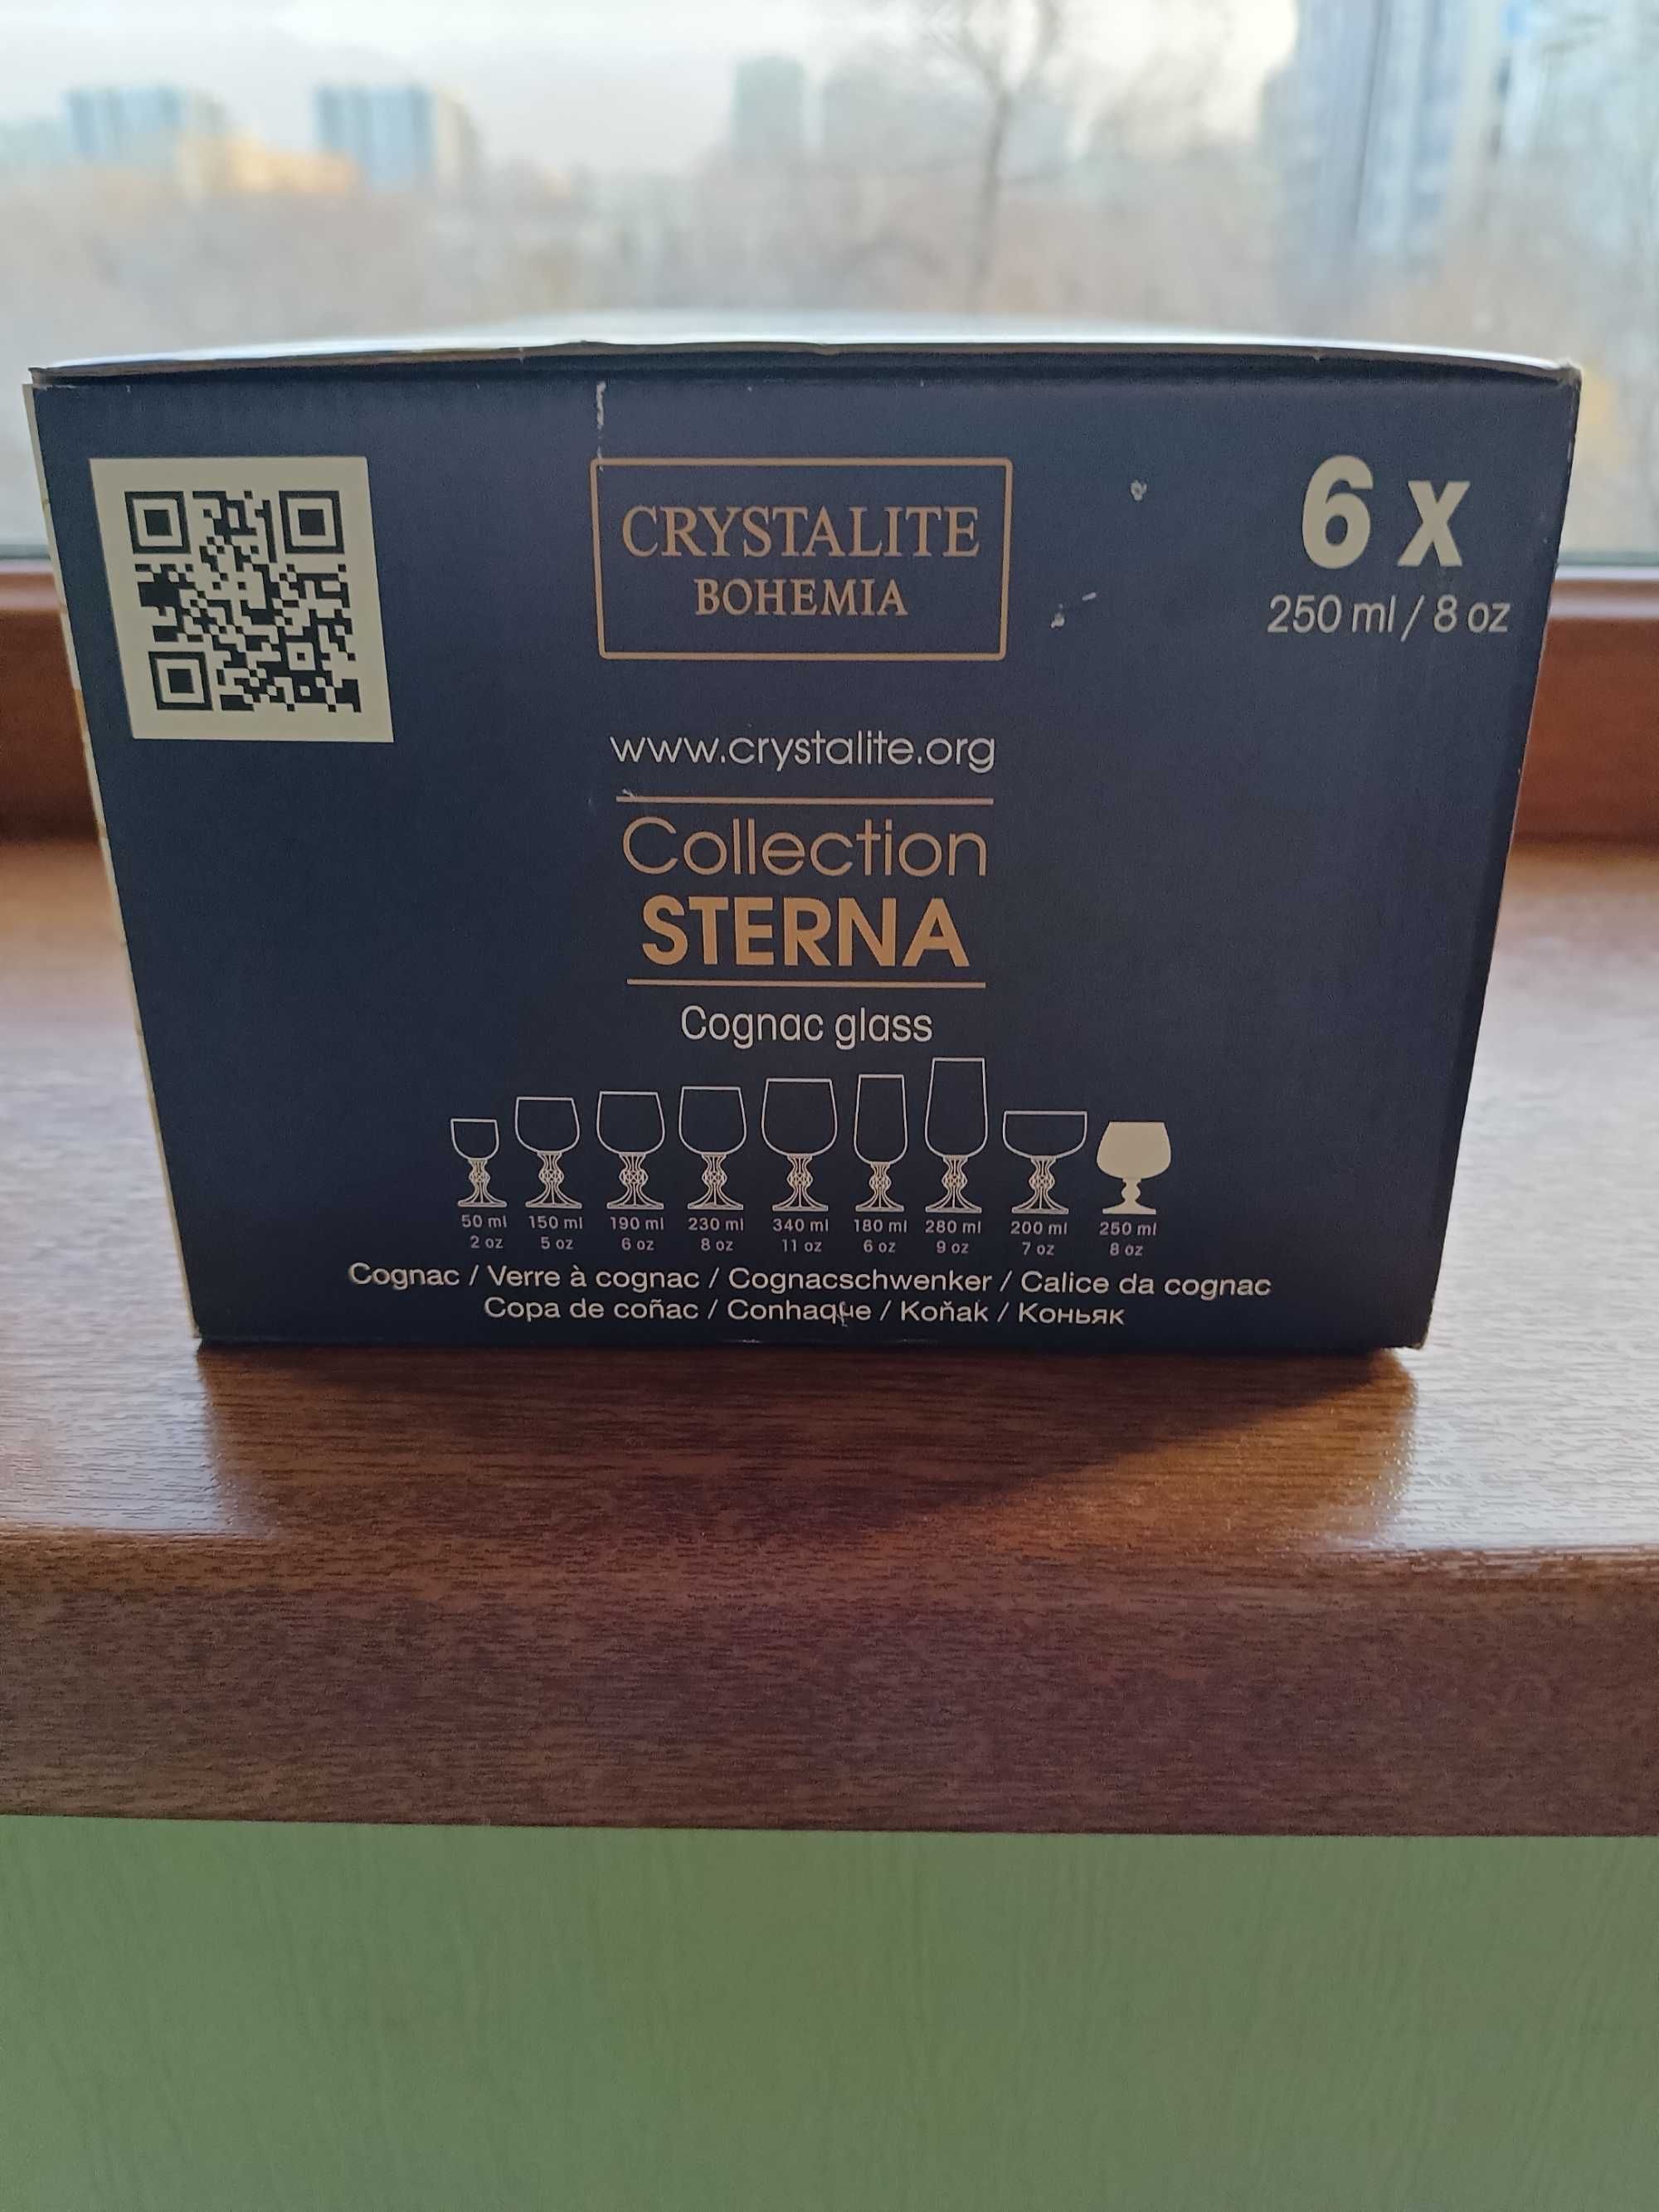 CRYSTALITE
BOHEMIA
6 x
250 ml / 8 oz
www.crystalite.org
Collection
STERNA
Cognac glass
50 ml 150 ml 190 ml 230 ml 340 ml 180 ml 280 ml 200 ml 250 ml
2 oz 5 oz 6 oz 8 oz 11 oz 6 oz 9 oz 7 oz 8 oz
Cognac / Verre à cognac / Cognacschwenker / Calice da cognac
Copa de coñac / Conhaque / Koňak / Коньяк